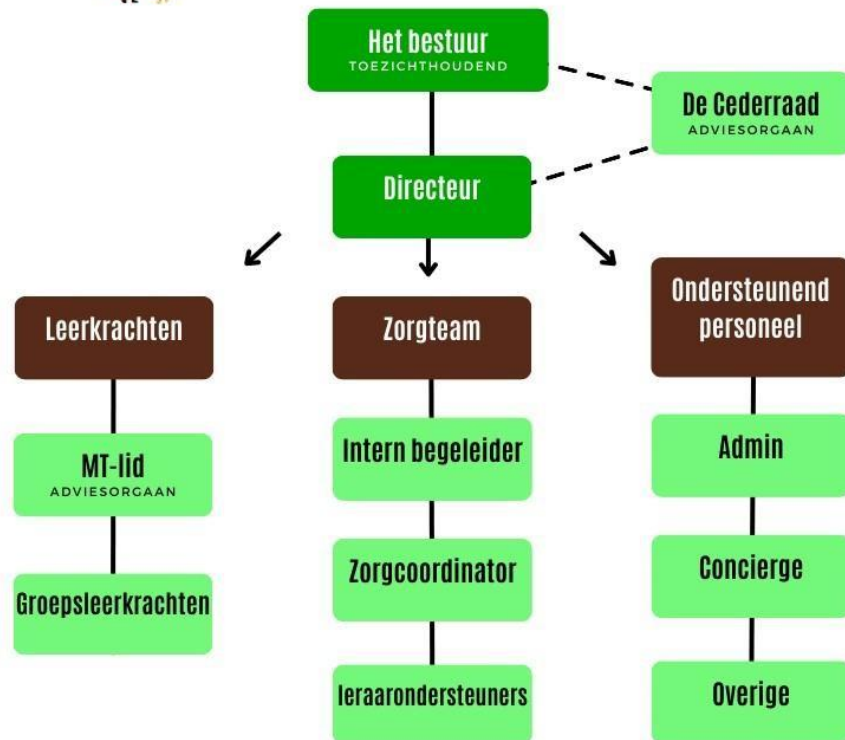 Het bestuur
TOEZICHTHOUDEND
De Cederraad
ADVIESORGAAN
Directeur
Leerkrachten
Zorgteam
Ondersteunend
personeel
MT-lid
ADVIESORGAAN
Intern begeleider
Admin
Groepsleerkrachten
Zorgcoordinator
Concierge
leraarondersteuners
Overige